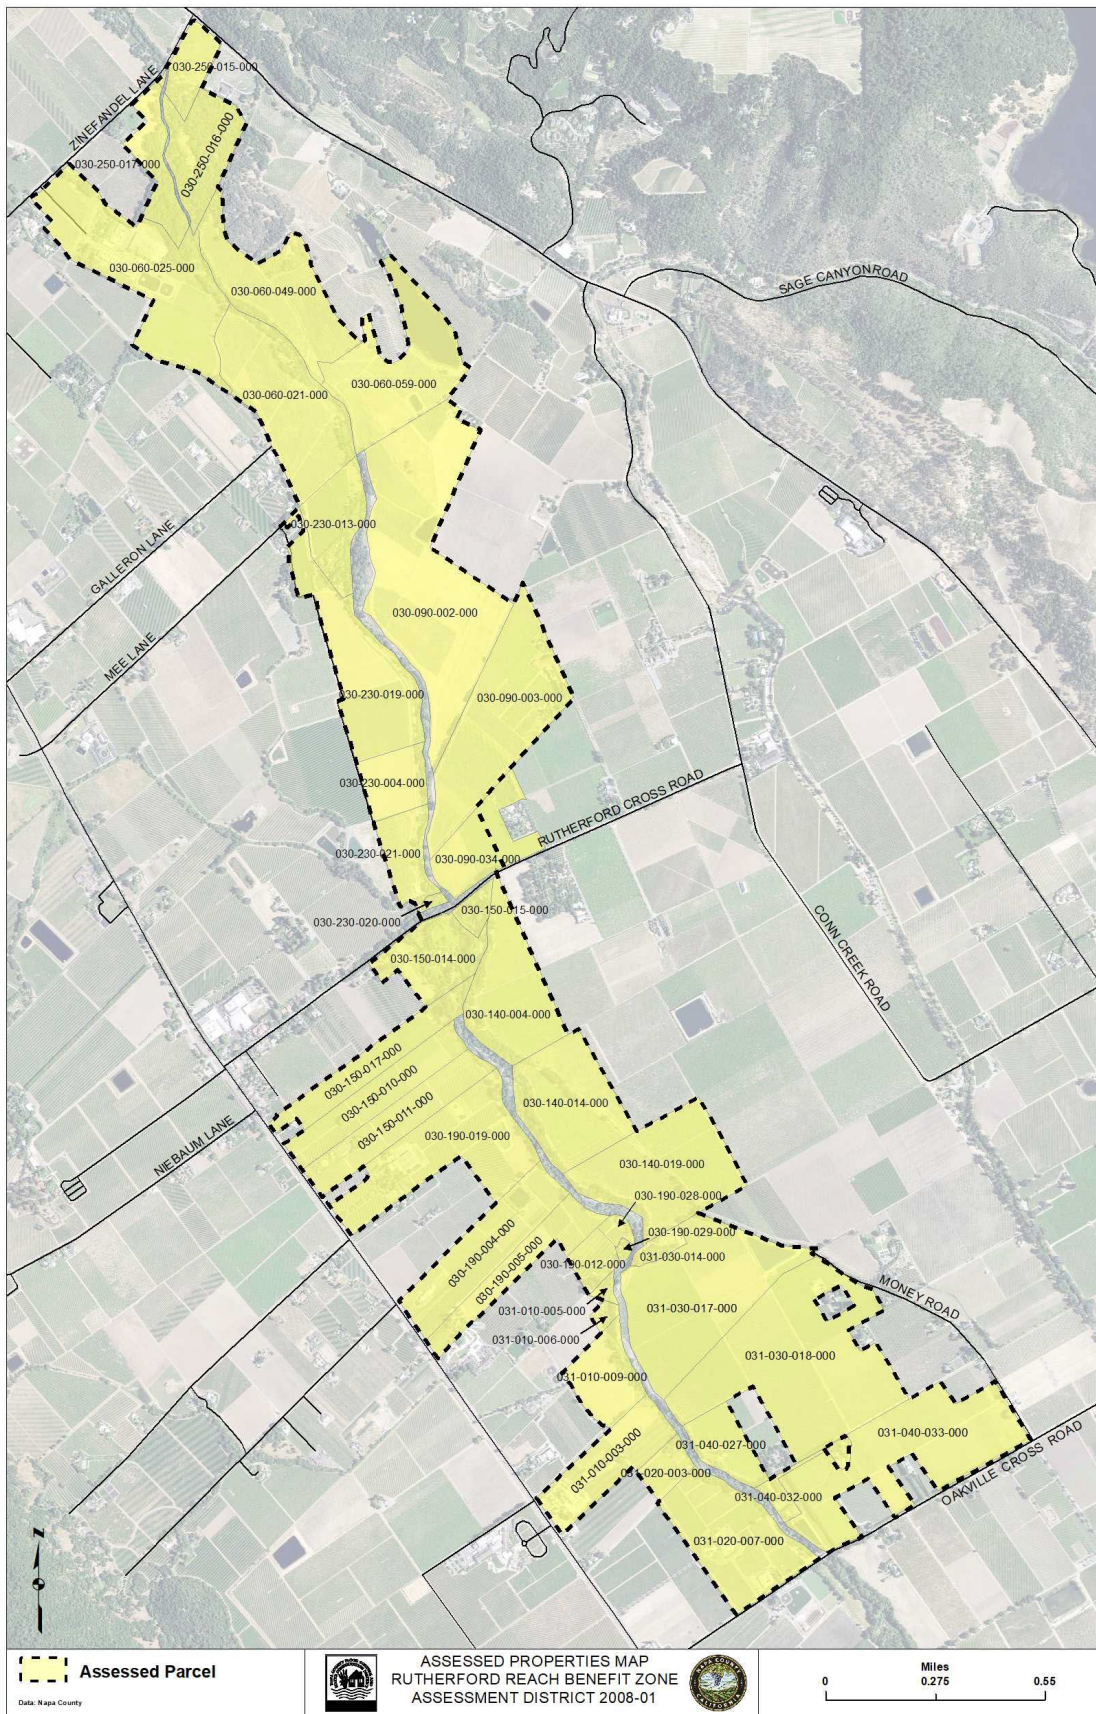 030-250-015-000
ZINFANDEL LANE
030-250-016-000
030-250-017-000
030-060-025-000
030-060-049-000
SAGE CANYON ROAD
030-060-059-000
030-060-021-000
030-230-013-000
GALLERON LANE
030-090-002-000
MEE LANE
030-230-019-000
030-090-003-000
030-230-004-000
RUTHERFORD CROSS ROAD
030-230-021-000
030-090-034-000
030-230-020-000
030-150-015-000
CONN CREEK ROAD
030-150-014-000
030-140-004-000
030-150-017-000
030-150-010-000
030-150-011-000
030-140-014-000
NIEBAUM LANE
030-190-019-000
030-140-019-000
030-190-028-000
030-190-029-000
030-190-004-000
030-190-005-000
030-190-012-000
031-030-014-000
031-010-005-000
031-030-017-000
MONEY ROAD
031-010-006-000
031-030-018-000
031-010-009-000
031-040-033-000
031-010-003-000
031-040-027-000
OAKVILLE CROSS ROAD
031-020-003-000
031-040-032-000
031-020-007-000
N
Assessed Parcel
Data: Napa County
ASSESSED PROPERTIES MAP
RUTHERFORD REACH BENEFIT ZONE
ASSESSMENT DISTRICT 2008-01
NAPA COUNTY
CALIFORNIA
Miles
0 0.275 0.55